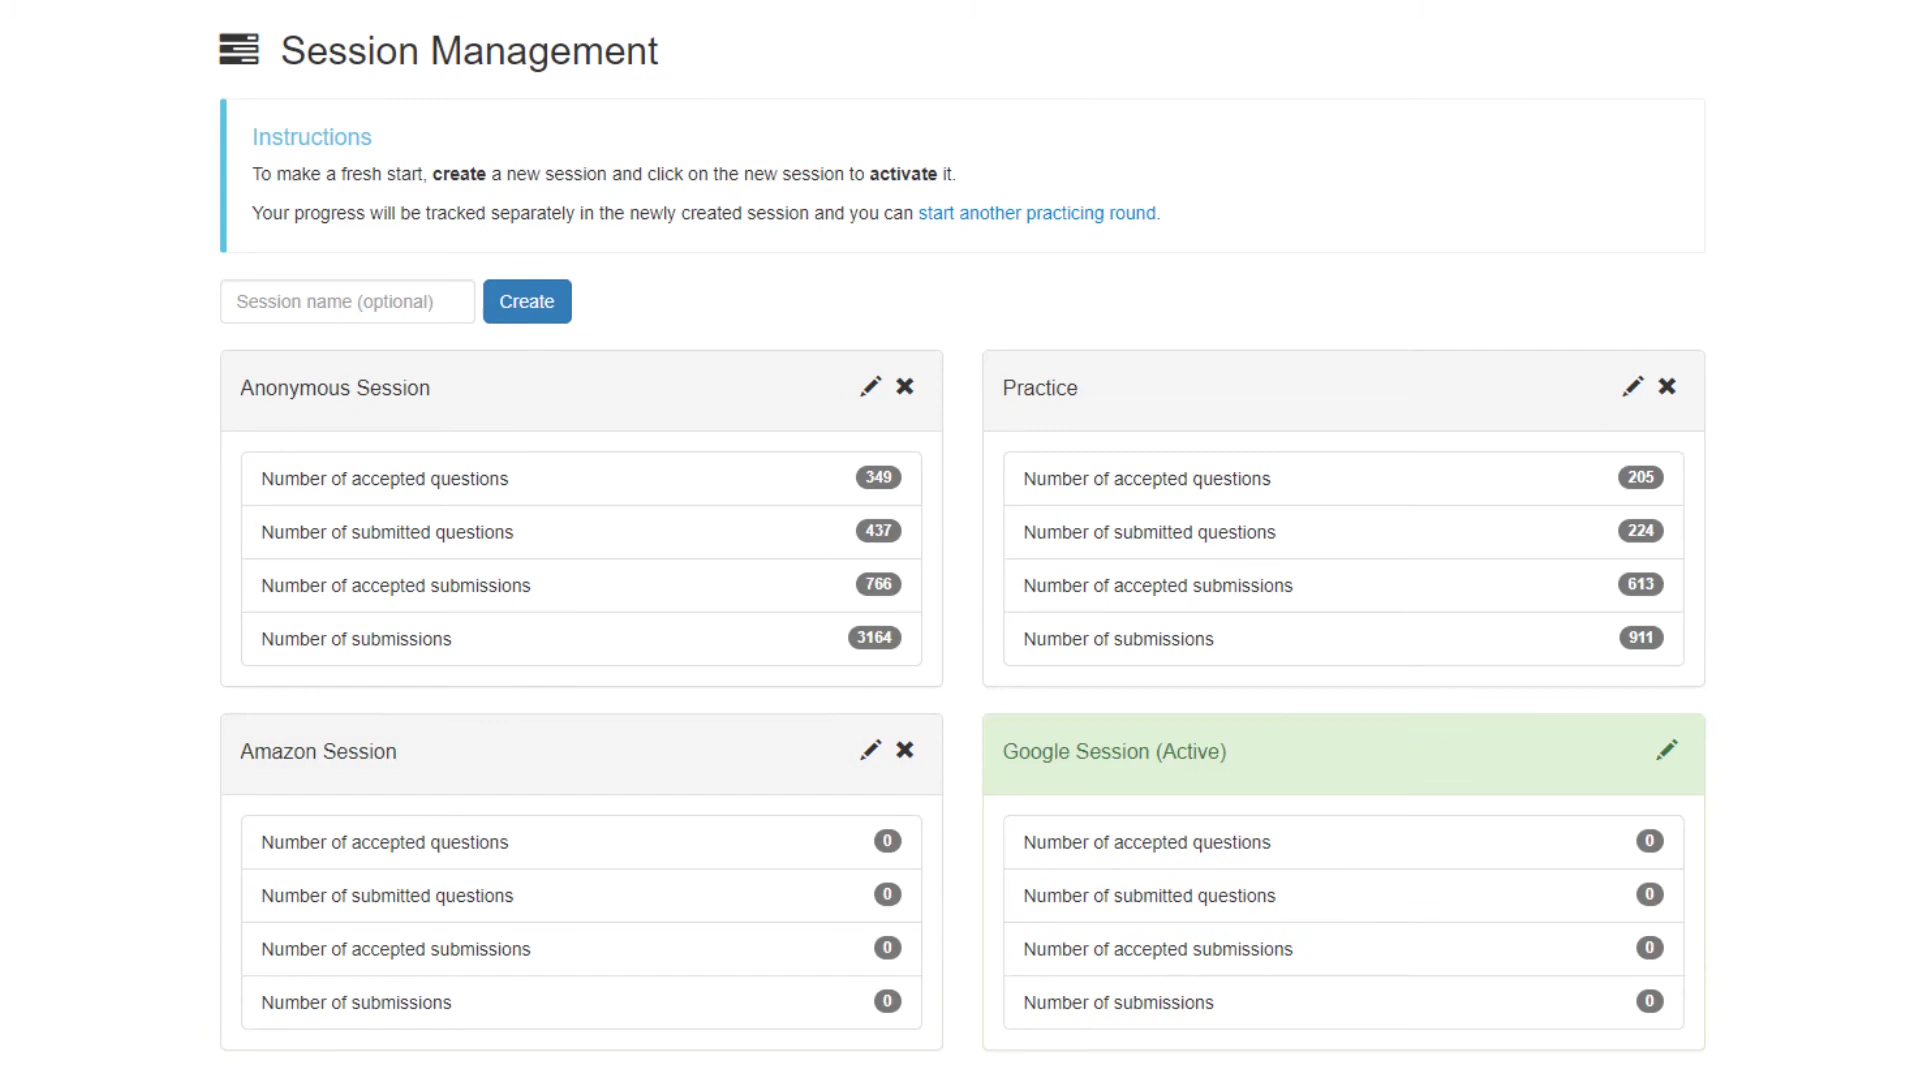 Session Management
Instructions
To make a fresh start, create a new session and click on the new session to activate it.
Your progress will be tracked separately in the newly created session and you can start another practicing round.
Session name (optional)
Create
Anonymous Session
Number of accepted questions 349
Number of submitted questions 437
Number of accepted submissions 766
Number of submissions 3164
Practice
Number of accepted questions 205
Number of submitted questions 224
Number of accepted submissions 613
Number of submissions 911
Amazon Session
Number of accepted questions 0
Number of submitted questions 0
Number of accepted submissions 0
Number of submissions 0
Google Session (Active)
Number of accepted questions 0
Number of submitted questions 0
Number of accepted submissions 0
Number of submissions 0